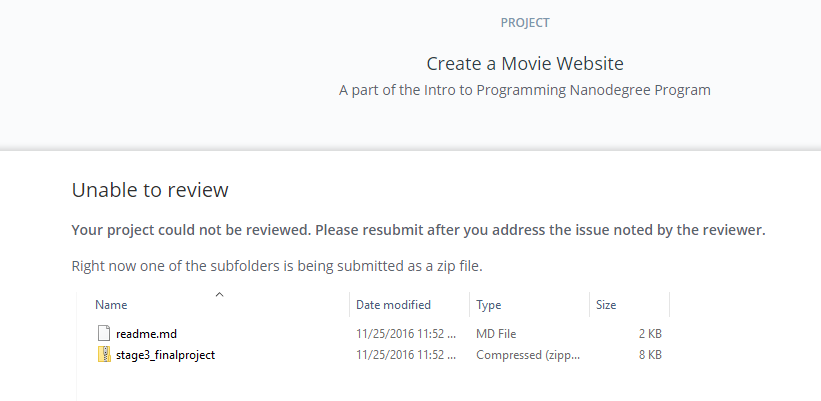 PROJECT
Create a Movie Website
A part of the Intro to Programming Nanodegree Program
Unable to review
Your project could not be reviewed. Please resubmit after you address the issue noted by the reviewer.
Right now one of the subfolders is being submitted as a zip file.
Name Date modified Type Size
readme.md 11/25/2016 11:52 ... MD File 2 KB
stage3_finalproject 11/25/2016 11:52 ... Compressed (zipp... 8 KB